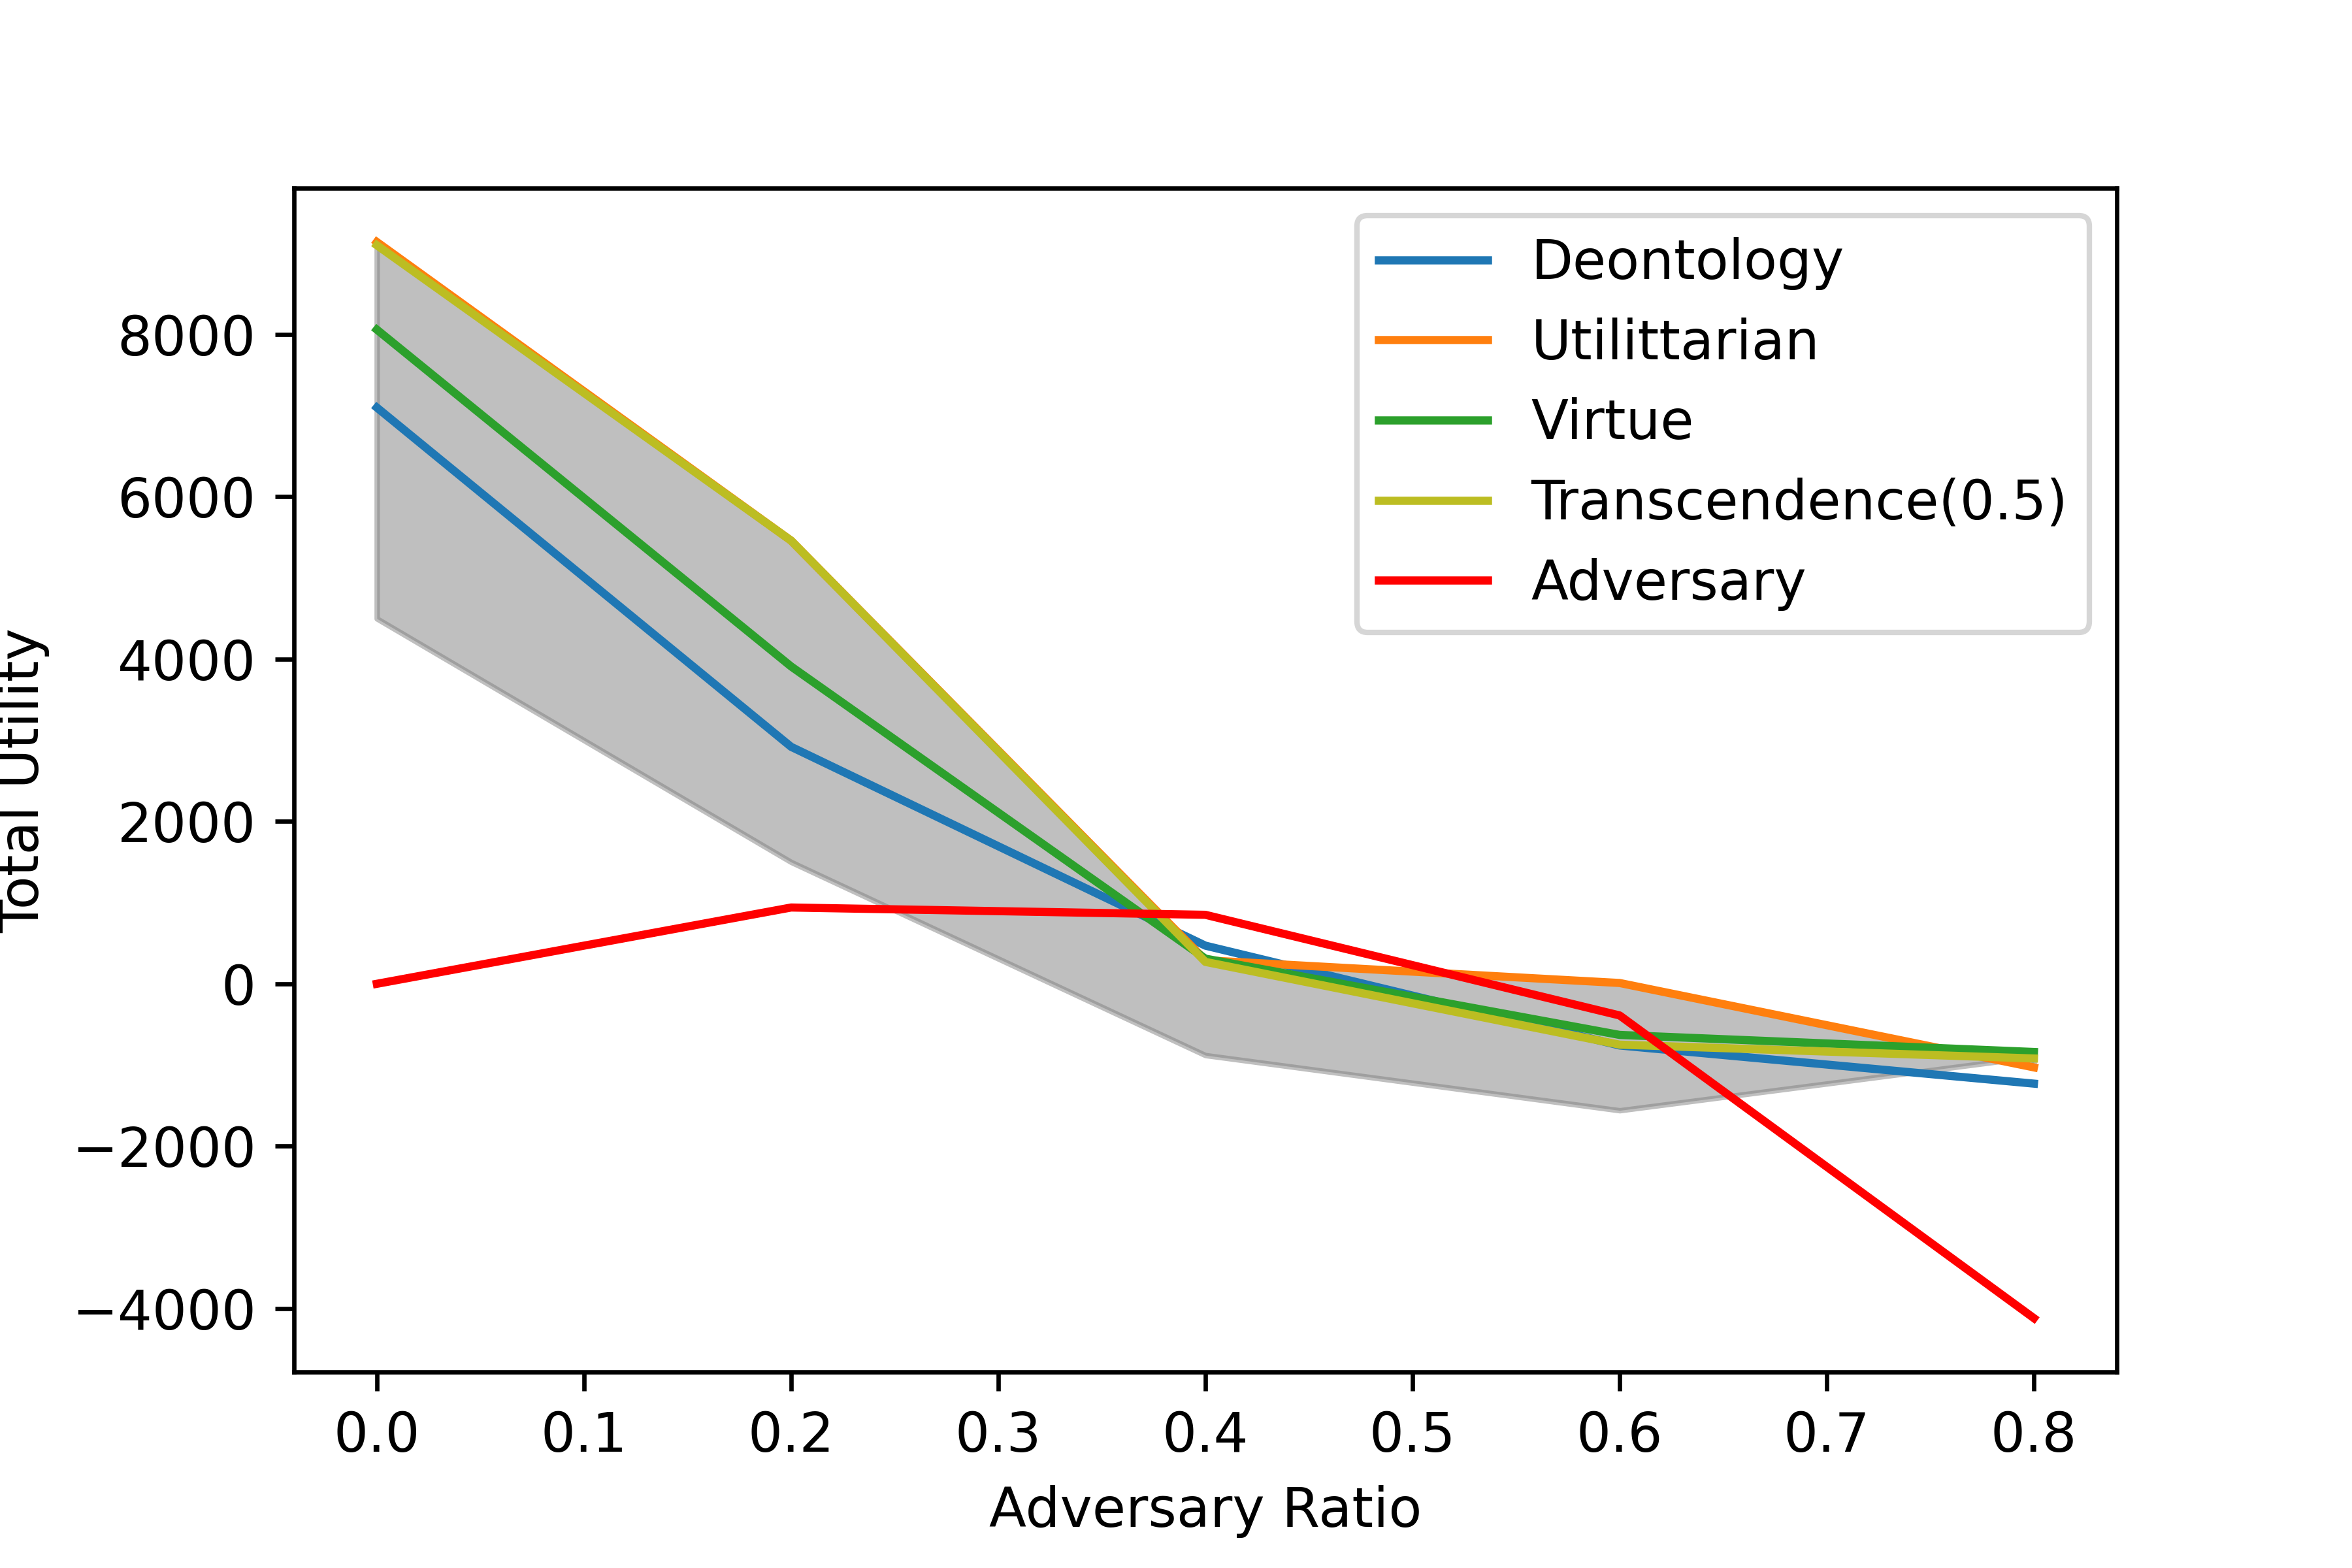 Deontology
Utilittarian
Virtue
Transcendence(0.5)
Adversary
8000
6000
4000
2000
0
−2000
−4000
Total Utility
0.0 0.1 0.2 0.3 0.4 0.5 0.6 0.7 0.8
Adversary Ratio